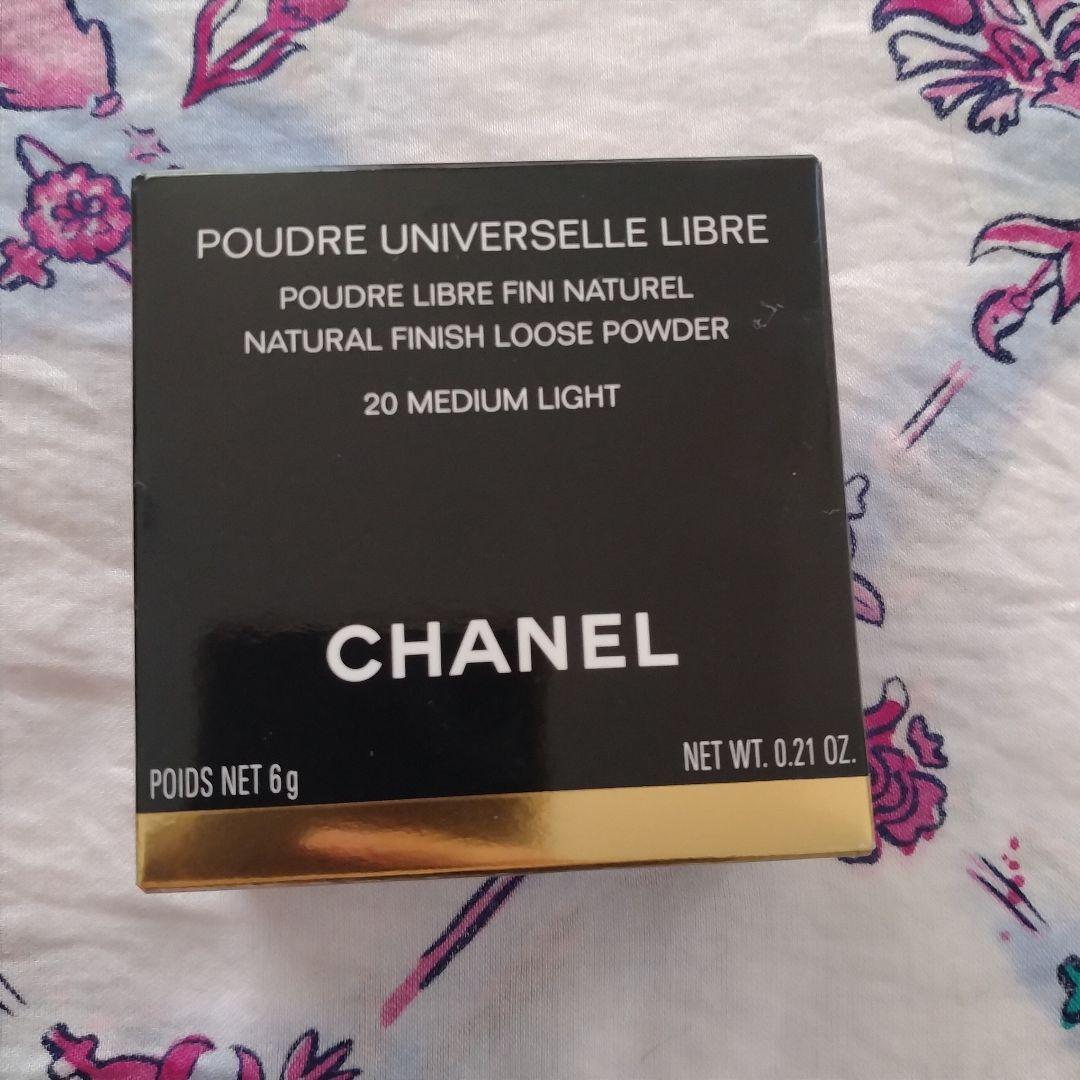 POUDRE UNIVERSELLE LIBRE
POUDRE LIBRE FINI NATUREL
NATURAL FINISH LOOSE POWDER
20 MEDIUM LIGHT
CHANEL
POIDS NET 6 g
NET WT. 0.21 OZ.